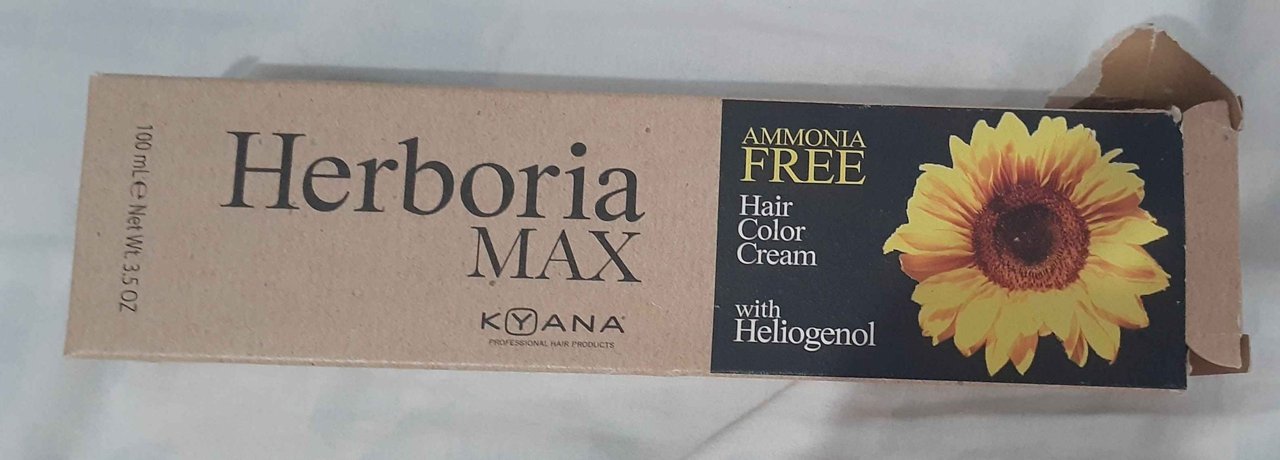 100 mL ℮ Net Wt. 3.5 OZ
Herboria
MAX
KYANA
PROFESSIONAL HAIR PRODUCTS
AMMONIA
FREE
Hair
Color
Cream
with
Heliogenol